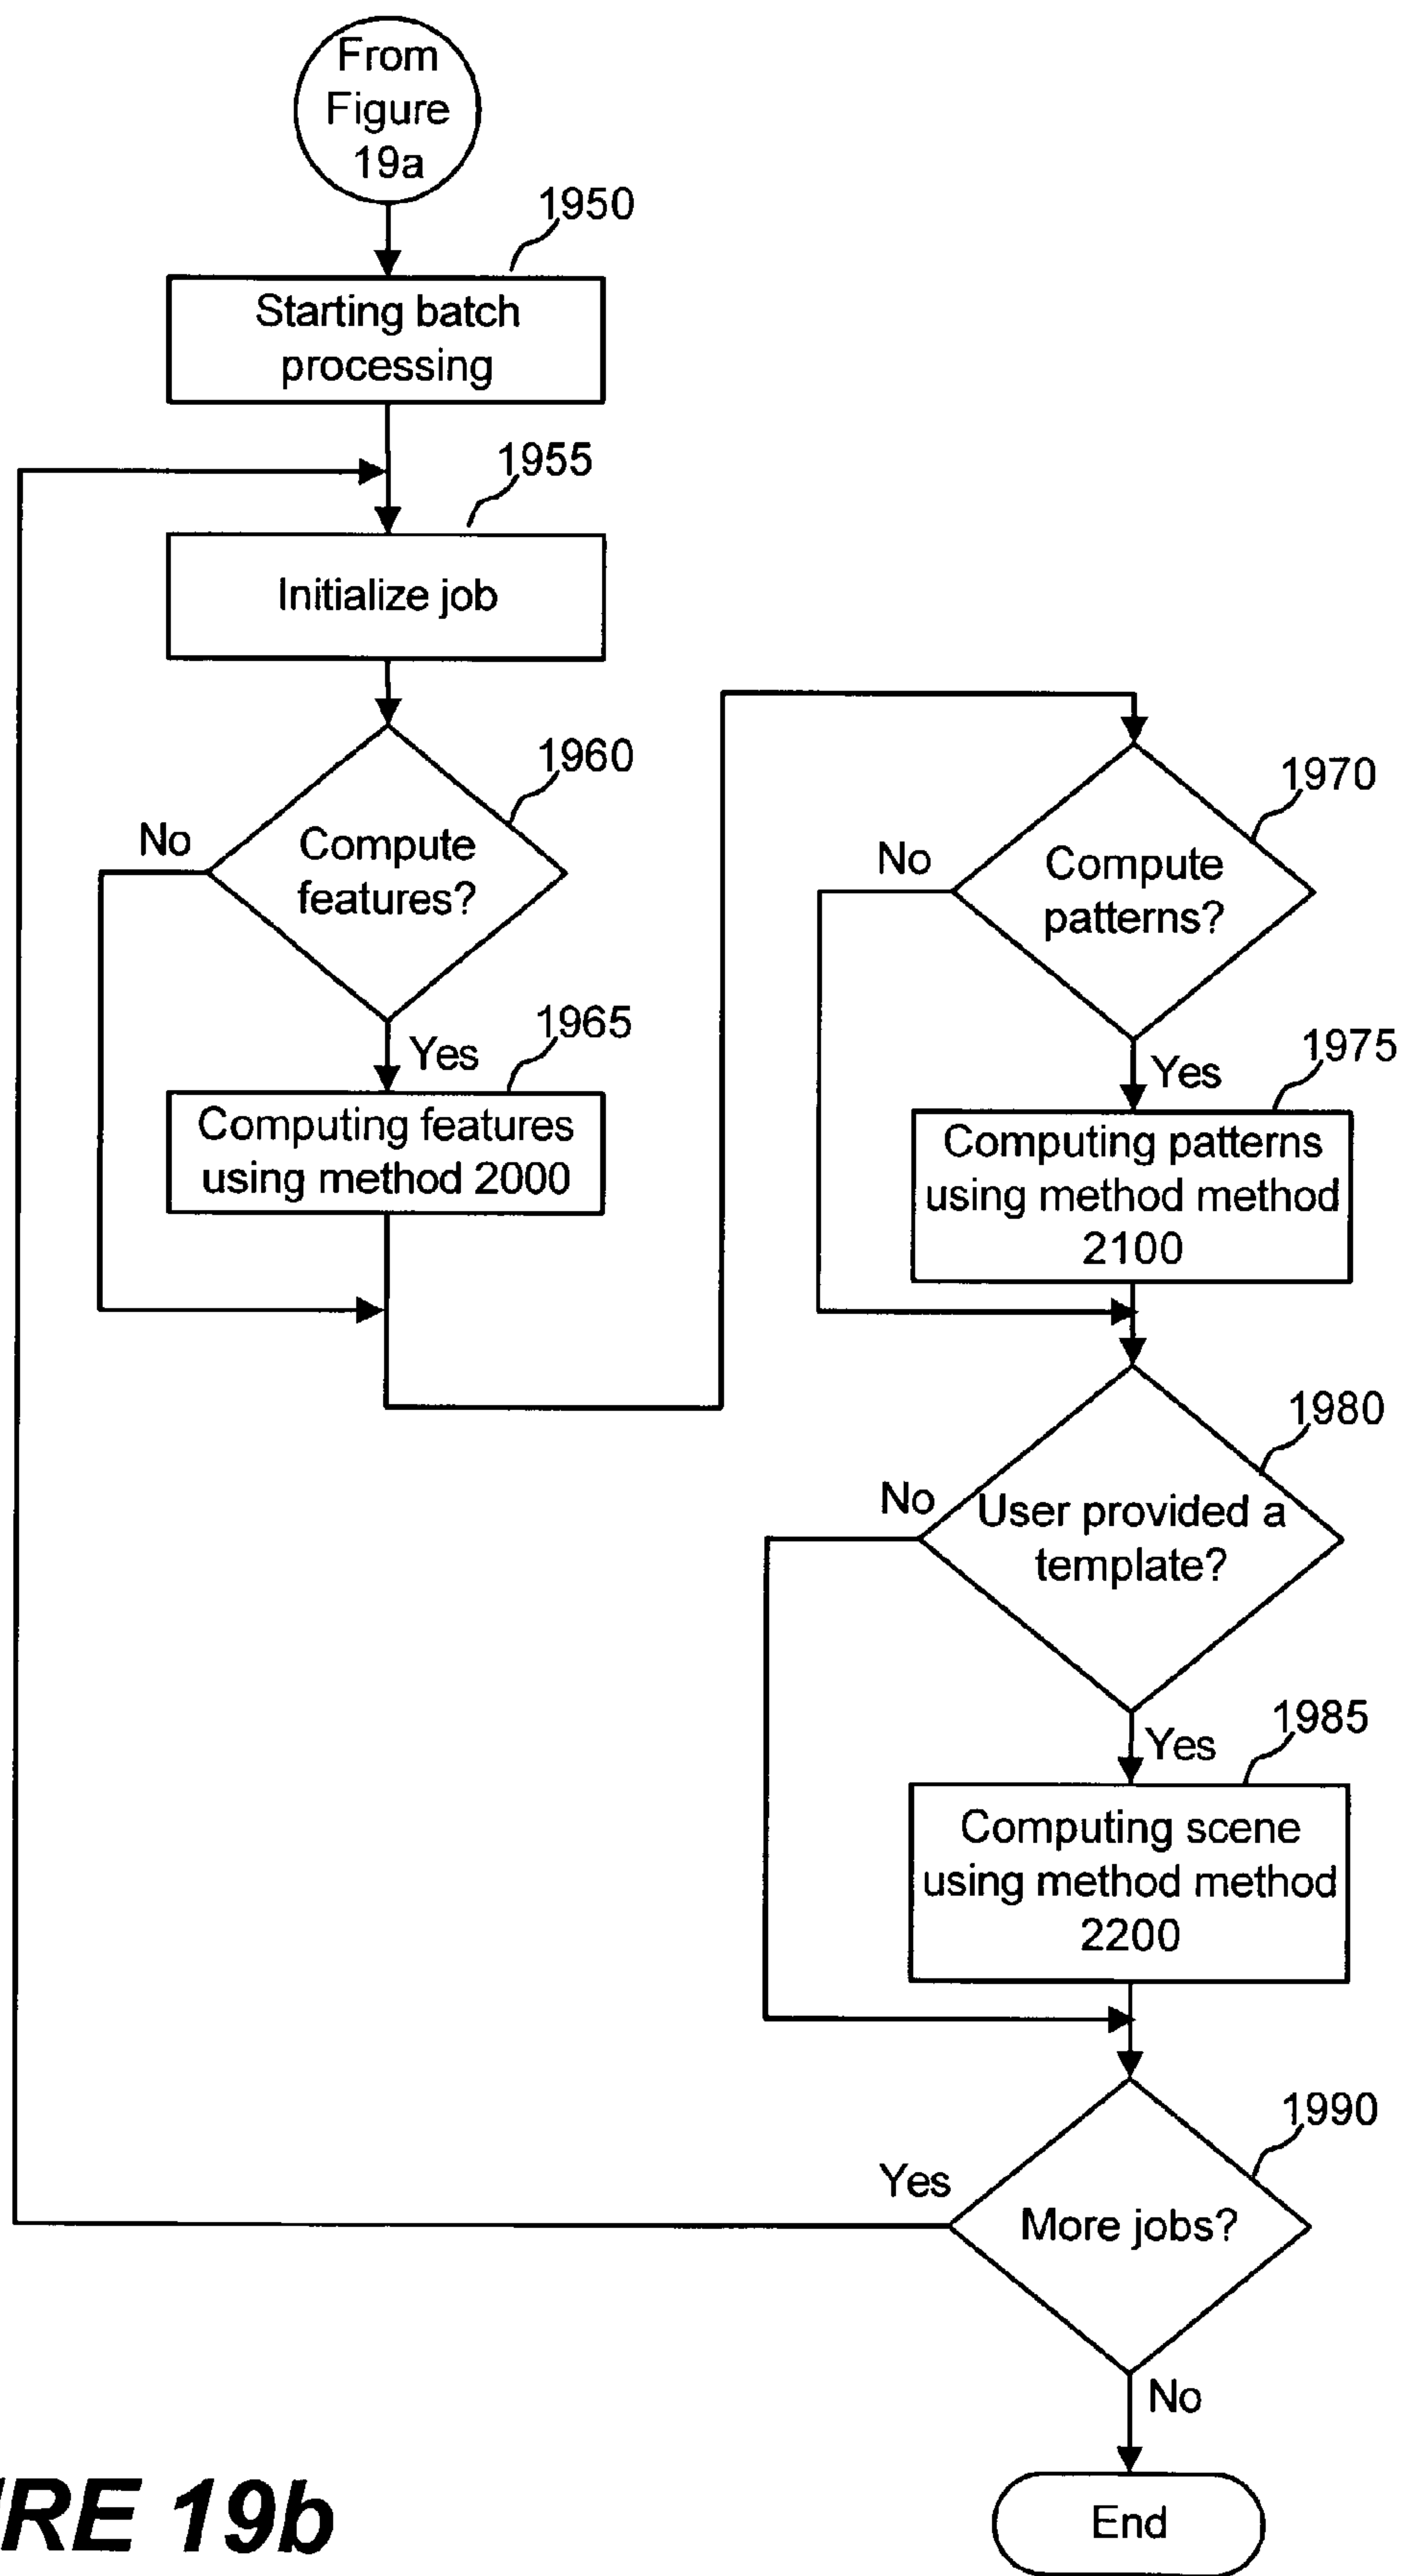 From
Figure
19a
1950
Starting batch
processing
1955
Initialize job
1960
No
Compute
features?
Yes
1965
Computing features
using method 2000
1970
No
Compute
patterns?
Yes
1975
Computing patterns
using method method
2100
1980
No
User provided a
template?
Yes
1985
Computing scene
using method method
2200
1990
Yes
More jobs?
No
End
RE 19b